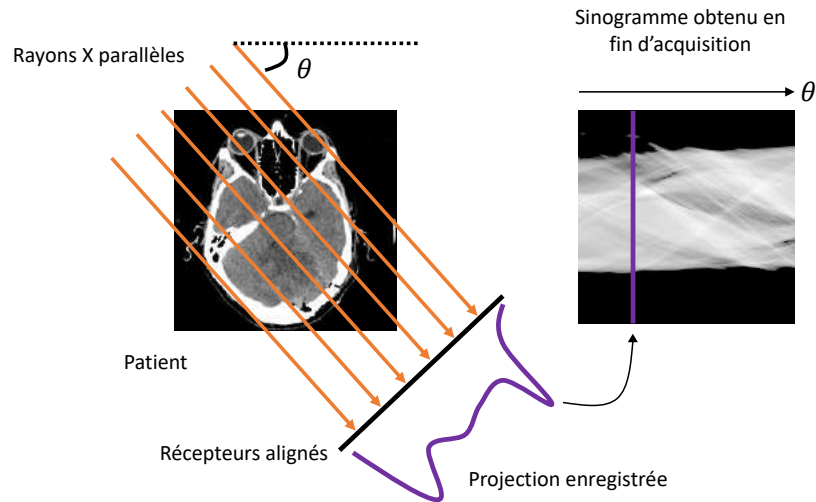 Sinogramme obtenu en
fin d'acquisition
Rayons X parallèles
θ
θ
Patient
Récepteurs alignés
Projection enregistrée